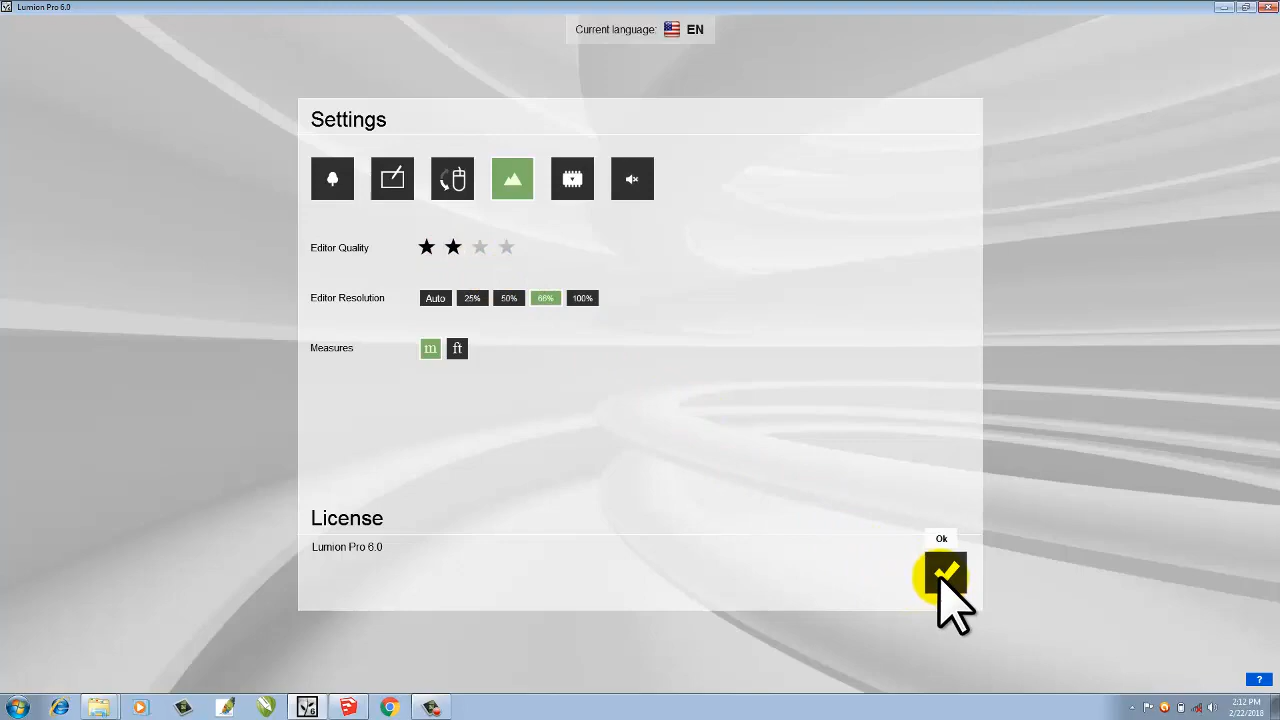 Lumion Pro 6.0
Current language: EN
Settings
Editor Quality
Editor Resolution Auto 25% 50% 66% 100%
Measures m ft
License
Lumion Pro 6.0
Ok
?
6
2:12 PM
2/22/2018